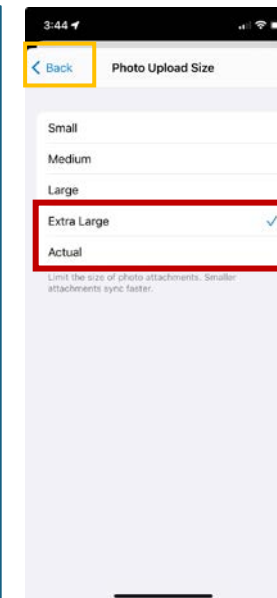 3:44
Back
Photo Upload Size
Small
Medium
Large
Extra Large
Actual
Limit the size of photo attachments. Smaller
attachments sync faster.